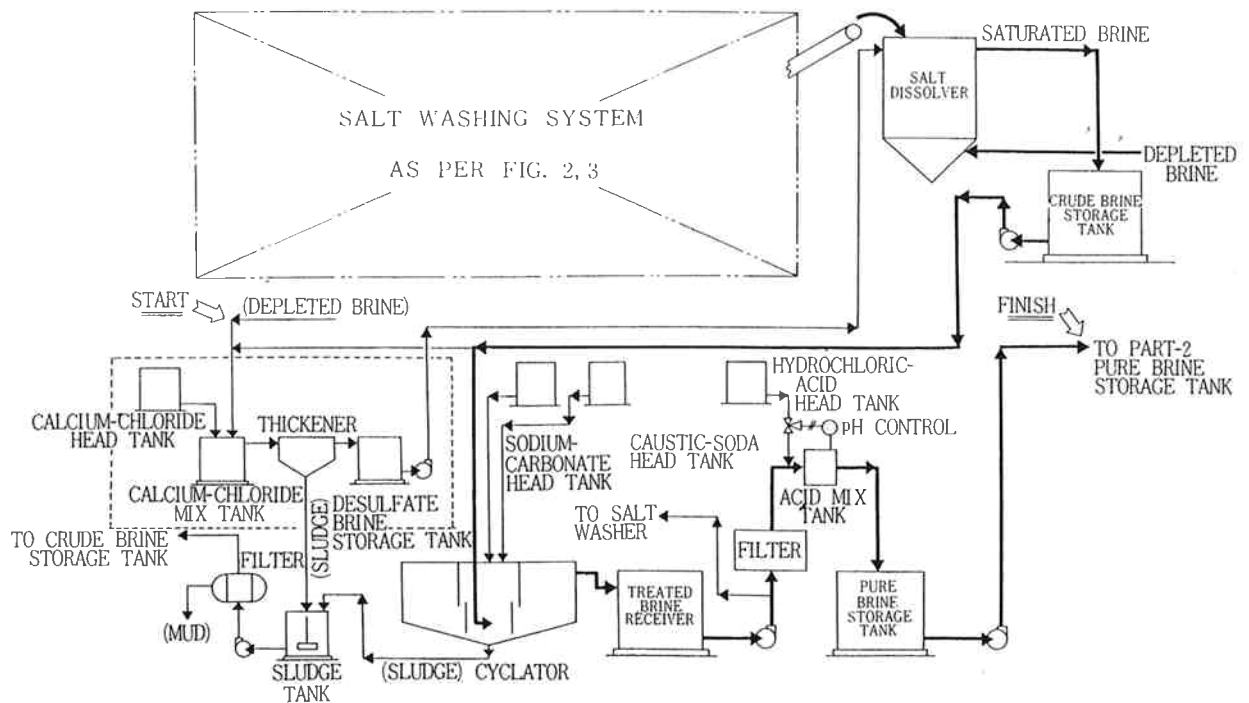 SATURATED BRINE
SALT
DISSOLVER
SALT WASHING SYSTEM
AS PER FIG. 2, 3
DEPLETED
BRINE
CRUDE BRINE
STORAGE
TANK
START
(DEPLETED BRINE)
FINISH
TO PART-2
PURE BRINE
STORAGE TANK
HYDROCHLORIC-
ACID
HEAD TANK
CALCIUM-CHLORIDE
HEAD TANK
THICKENER
pH CONTROL
SODIUM-
CARBONATE
HEAD TANK
CAUSTIC-SODA
HEAD TANK
CALCIUM-CHLORIDE
MIX TANK
DESULFATE
BRINE
STORAGE TANK
ACID MIX
TANK
(SLUDGE)
TO SALT
WASHER
TO CRUDE BRINE
STORAGE TANK
FILTER
FILTER
TREATED
BRINE
RECEIVER
PURE
BRINE
STORAGE
TANK
(MUD)
SLUDGE
TANK
(SLUDGE)
CYCLATOR